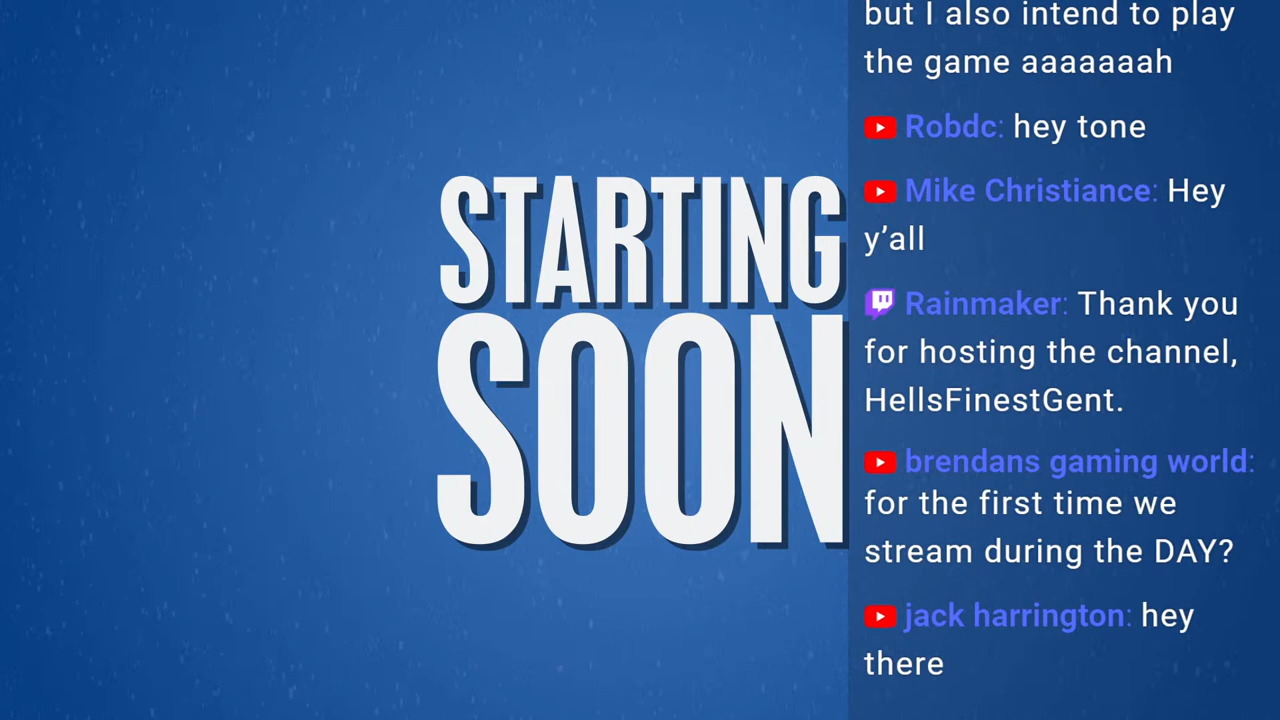 STARTING
SOON
but I also intend to play
the game aaaaaaah
Robdc: hey tone
Mike Christiance: Hey
y’all
Rainmaker: Thank you
for hosting the channel,
HellsFinestGent.
brendans gaming world:
for the first time we
stream during the DAY?
jack harrington: hey
there